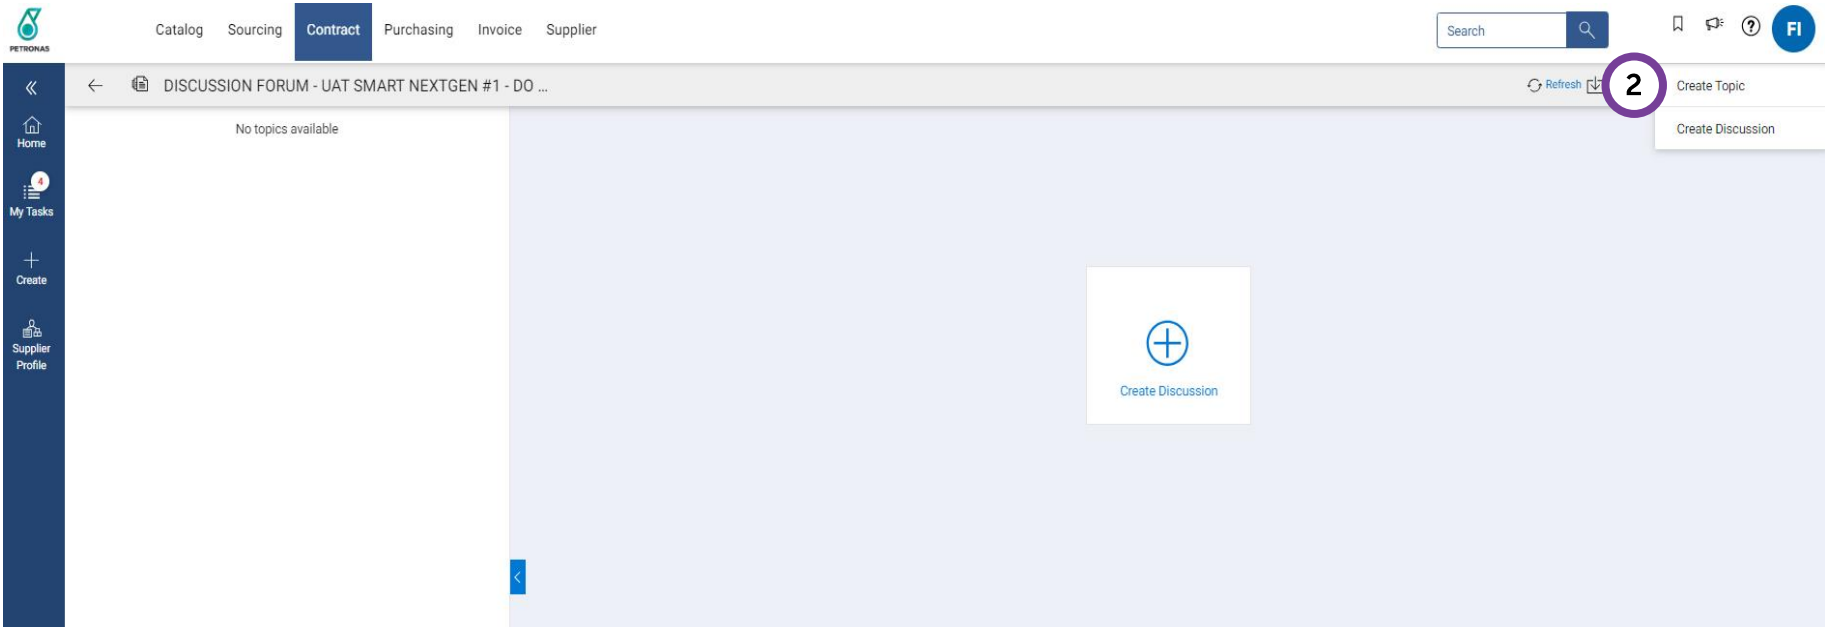 PETRONAS
Catalog Sourcing Contract Purchasing Invoice Supplier
Search
FI
DISCUSSION FORUM - UAT SMART NEXTGEN #1 - DO ...
Refresh
2
Create Topic
Create Discussion
Home
4
My Tasks
Create
Supplier
Profile
No topics available
Create Discussion